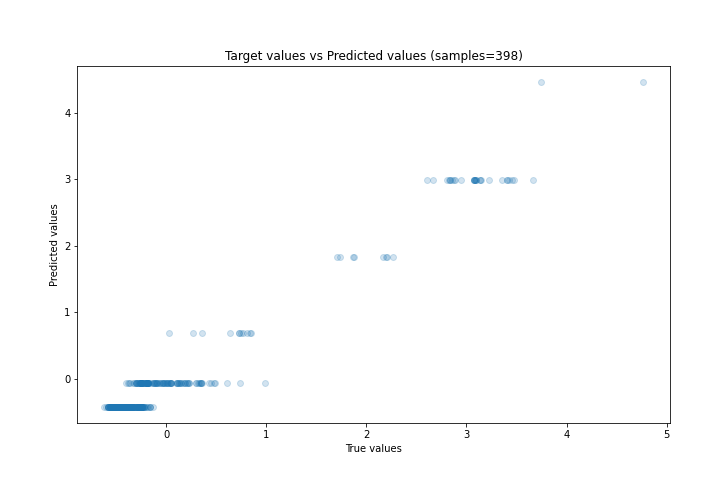 Target values vs Predicted values (samples=398)
4
3
2
1
0
Predicted values
0 1 2 3 4 5
True values